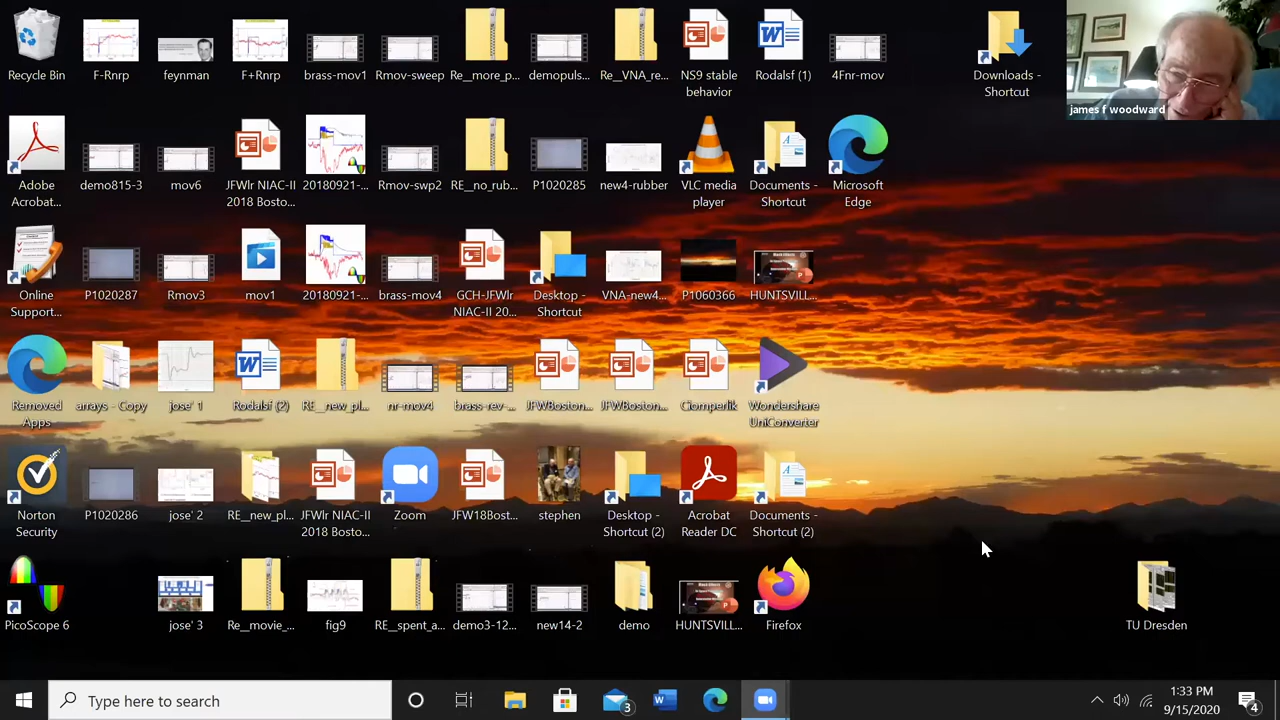 james f woodward
Recycle Bin
F-Rnrp
feynman
F+Rnrp
brass-mov1
Rmov-sweep
Re__more_p...
demopuls...
Re__VNA_re...
NS9 stable
behavior
Rodalsf (1)
4Fnr-mov
Downloads -
Shortcut
Adobe
Acrobat...
demo815-3
mov6
JFWlr NIAC-II
2018 Bosto...
20180921-...
Rmov-swp2
RE__no_rub...
P1020285
new4-rubber
VLC media
player
Documents -
Shortcut
Microsoft
Edge
Online
Support...
P1020287
Rmov3
mov1
20180921-...
brass-mov4
GCH-JFWlr
NIAC-II 20...
Desktop -
Shortcut
VNA-new4...
P1060366
HUNTSVILL...
Removed
Apps
arrays - Copy
jose' 1
Rodalsf (2)
RE__new_pl...
nr-mov4
brass-rev-...
JFWBoston...
JFWBoston...
Ciomperlik
Wondershare
UniConverter
Norton
Security
P1020286
jose' 2
RE__new_pl...
JFWlr NIAC-II
2018 Bosto...
Zoom
JFW18Bost...
stephen
Desktop -
Shortcut (2)
Acrobat
Reader DC
Documents -
Shortcut (2)
PicoScope 6
jose' 3
Re__movie_...
fig9
RE__spent_a...
demo3-12...
new14-2
demo
HUNTSVILL...
Firefox
TU Dresden
Type here to search
3
1:33 PM
9/15/2020
4